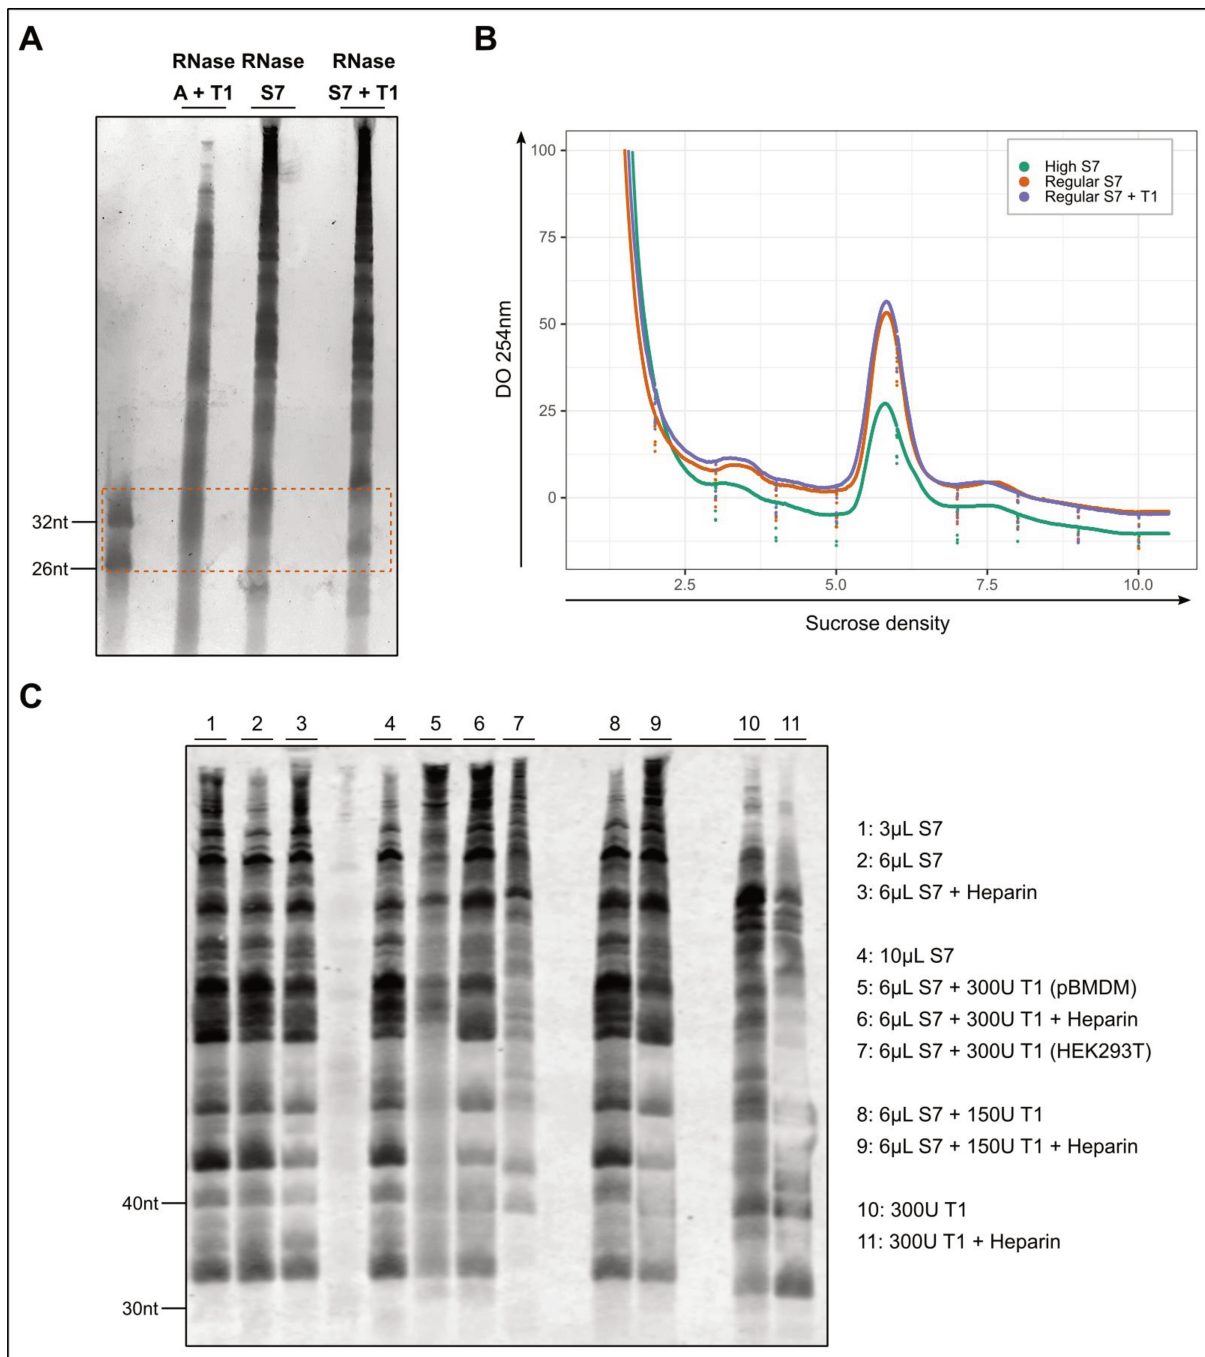 A
RNase RNase RNase
A + T1 S7 S7 + T1
32nt
26nt
B
100
75
50
25
0
DO 254nm
High S7
Regular S7
Regular S7 + T1
2.5 5.0 7.5 10.0
Sucrose density
C
1 2 3 4 5 6 7 8 9 10 11
40nt
30nt
1: 3µL S7
2: 6µL S7
3: 6µL S7 + Heparin
4: 10µL S7
5: 6µL S7 + 300U T1 (pBMDM)
6: 6µL S7 + 300U T1 + Heparin
7: 6µL S7 + 300U T1 (HEK293T)
8: 6µL S7 + 150U T1
9: 6µL S7 + 150U T1 + Heparin
10: 300U T1
11: 300U T1 + Heparin